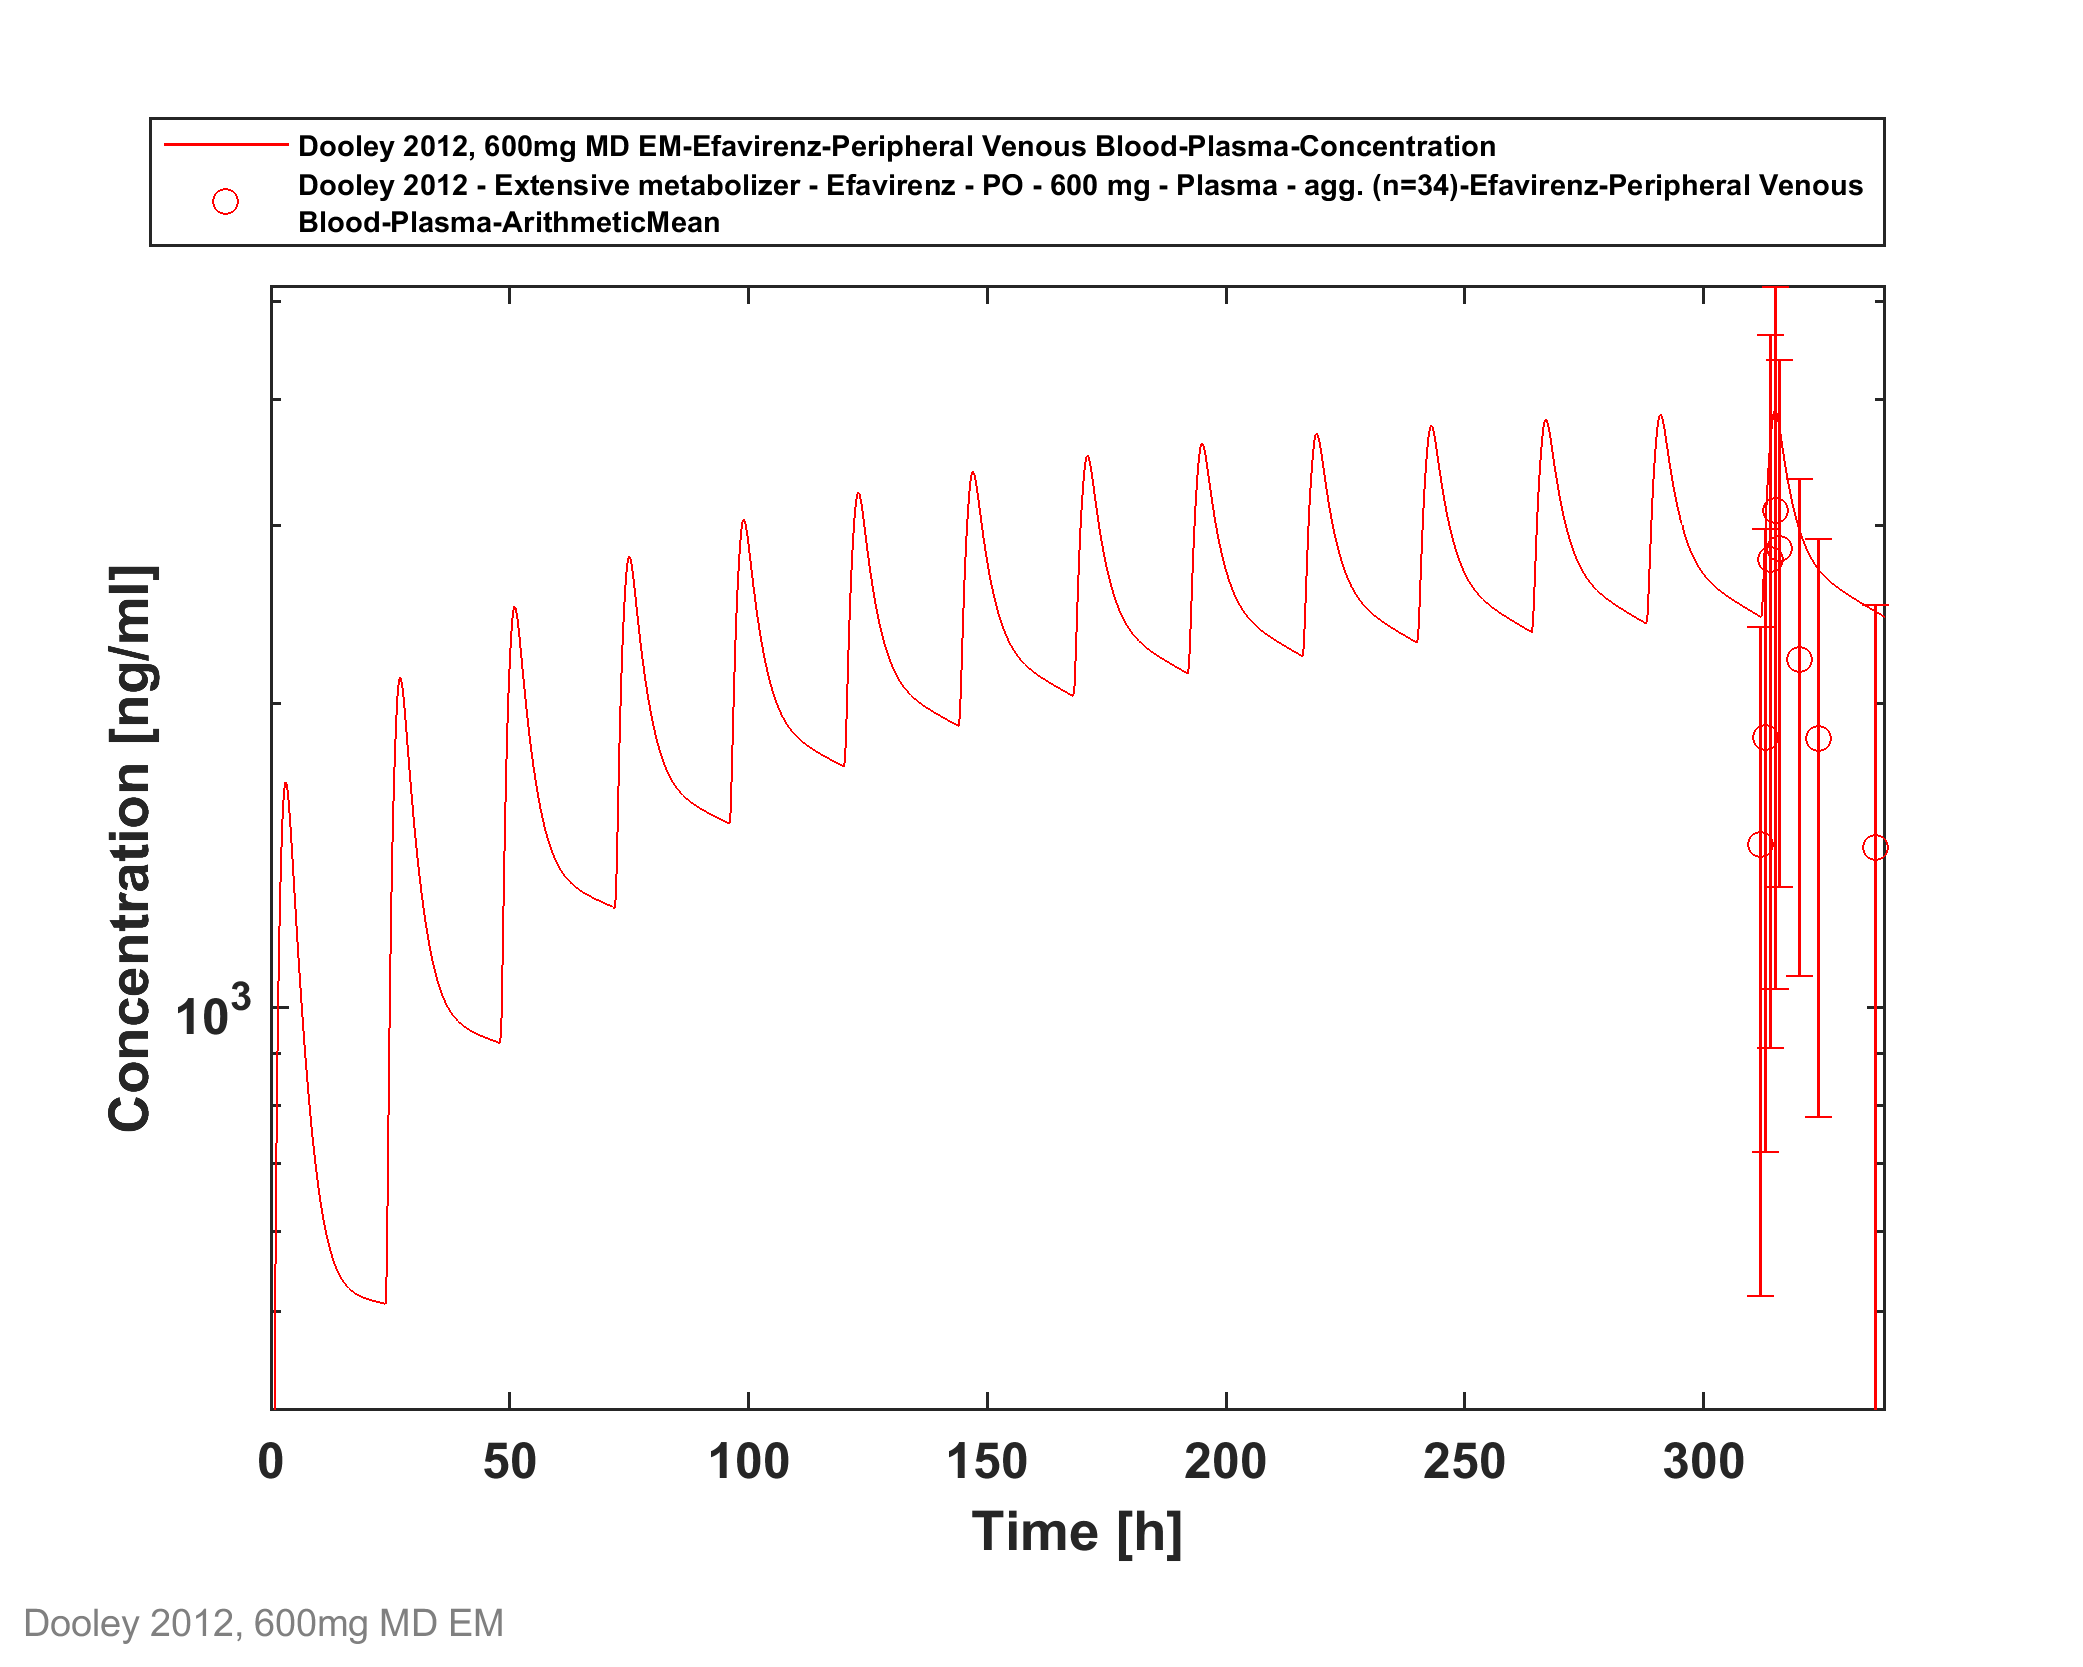 Dooley 2012, 600mg MD EM-Efavirenz-Peripheral Venous Blood-Plasma-Concentration
Dooley 2012 - Extensive metabolizer - Efavirenz - PO - 600 mg - Plasma - agg. (n=34)-Efavirenz-Peripheral Venous
Blood-Plasma-ArithmeticMean
Concentration [ng/ml]
10^3
0 50 100 150 200 250 300
Time [h]
Dooley 2012, 600mg MD EM